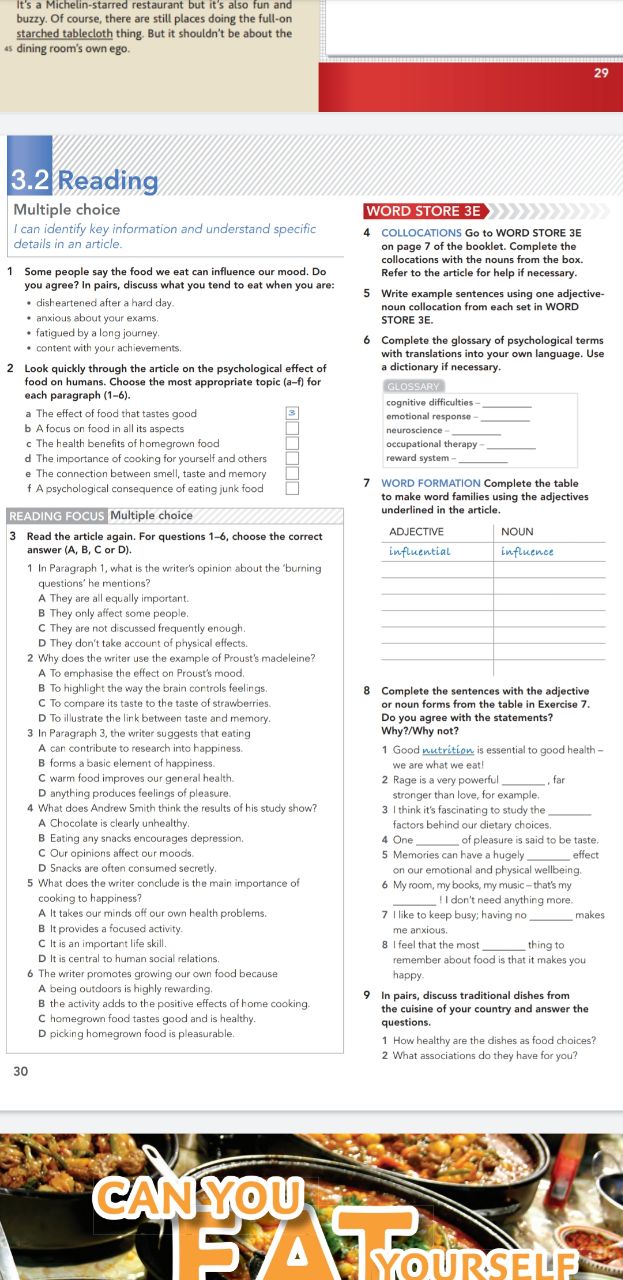 It's a Michelin-starred restaurant but it's also fun and
buzzy. Of course, there are still places doing the full-on
starched tablecloth thing. But it shouldn't be about the
45 dining room's own ego.
29
3.2 Reading
Multiple choice
I can identify key information and understand specific
details in an article.
1 Some people say the food we eat can influence our mood. Do
you agree? In pairs, discuss what you tend to eat when you are:
• disheartened after a hard day.
• anxious about your exams.
• fatigued by a long journey.
• content with your achievements.
2 Look quickly through the article on the psychological effect of
food on humans. Choose the most appropriate topic (a–f) for
each paragraph (1–6).
a The effect of food that tastes good 3
b A focus on food in all its aspects
c The health benefits of homegrown food
d The importance of cooking for yourself and others
e The connection between smell, taste and memory
f A psychological consequence of eating junk food
READING FOCUS Multiple choice
3 Read the article again. For questions 1–6, choose the correct
answer (A, B, C or D).
1 In Paragraph 1, what is the writer's opinion about the 'burning
questions' he mentions?
A They are all equally important.
B They only affect some people.
C They are not discussed frequently enough.
D They don't take account of physical effects.
2 Why does the writer use the example of Proust's madeleine?
A To emphasise the effect on Proust's mood.
B To highlight the way the brain controls feelings.
C To compare its taste to the taste of strawberries.
D To illustrate the link between taste and memory.
3 In Paragraph 3, the writer suggests that eating
A can contribute to research into happiness.
B forms a basic element of happiness.
C warm food improves our general health.
D anything produces feelings of pleasure.
4 What does Andrew Smith think the results of his study show?
A Chocolate is clearly unhealthy.
B Eating any snacks encourages depression.
C Our opinions affect our moods.
D Snacks are often consumed secretly.
5 What does the writer conclude is the main importance of
cooking to happiness?
A It takes our minds off our own health problems.
B It provides a focused activity.
C It is an important life skill.
D It is central to human social relations.
6 The writer promotes growing our own food because
A being outdoors is highly rewarding.
B the activity adds to the positive effects of home cooking.
C homegrown food tastes good and is healthy.
D picking homegrown food is pleasurable.
30
WORD STORE 3E
4 COLLOCATIONS Go to WORD STORE 3E
on page 7 of the booklet. Complete the
collocations with the nouns from the box.
Refer to the article for help if necessary.
5 Write example sentences using one adjective-
noun collocation from each set in WORD
STORE 3E.
6 Complete the glossary of psychological terms
with translations into your own language. Use
a dictionary if necessary.
GLOSSARY
cognitive difficulties – ________
emotional response – ________
neuroscience – ________
occupational therapy – ________
reward system – ________
7 WORD FORMATION Complete the table
to make word families using the adjectives
underlined in the article.
ADJECTIVE NOUN
influential influence
8 Complete the sentences with the adjective
or noun forms from the table in Exercise 7.
Do you agree with the statements?
Why?/Why not?
1 Good nutrition is essential to good health –
we are what we eat!
2 Rage is a very powerful ________, far
stronger than love, for example.
3 I think it's fascinating to study the ________
factors behind our dietary choices.
4 One ________ of pleasure is said to be taste.
5 Memories can have a hugely ________ effect
on our emotional and physical wellbeing.
6 My room, my books, my music – that's my
________! I don't need anything more.
7 I like to keep busy; having no ________ makes
me anxious.
8 I feel that the most ________ thing to
remember about food is that it makes you
happy.
9 In pairs, discuss traditional dishes from
the cuisine of your country and answer the
questions.
1 How healthy are the dishes as food choices?
2 What associations do they have for you?
CAN YOU
EAT
YOURSELF